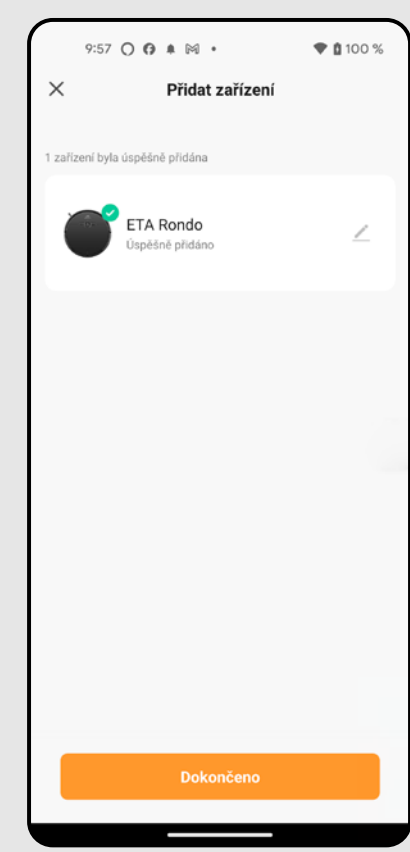 9:57 100 %
Přidat zařízení
1 zařízení byla úspěšně přidána
ETA Rondo
Úspěšně přidáno
Dokončeno